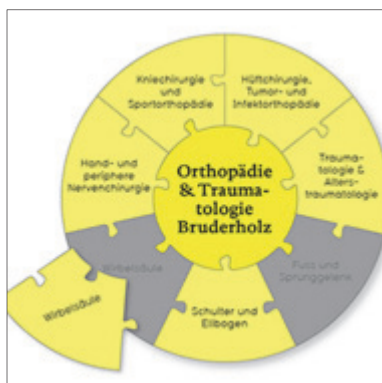 Kniechirurgie
und
Sportorthopädie
Hüftchirurgie,
Tumor- und
Infektorthopädie
Hand- und
periphere
Nervenchirurgie
Orthopädie
& Trauma-
tologie
Bruderholz
Trauma-
tologie &
Alters-
traumatologie
Wirbelsäule
Fuss und
Sprunggelenk
Wirbelsäule
Schulter und
Ellbogen